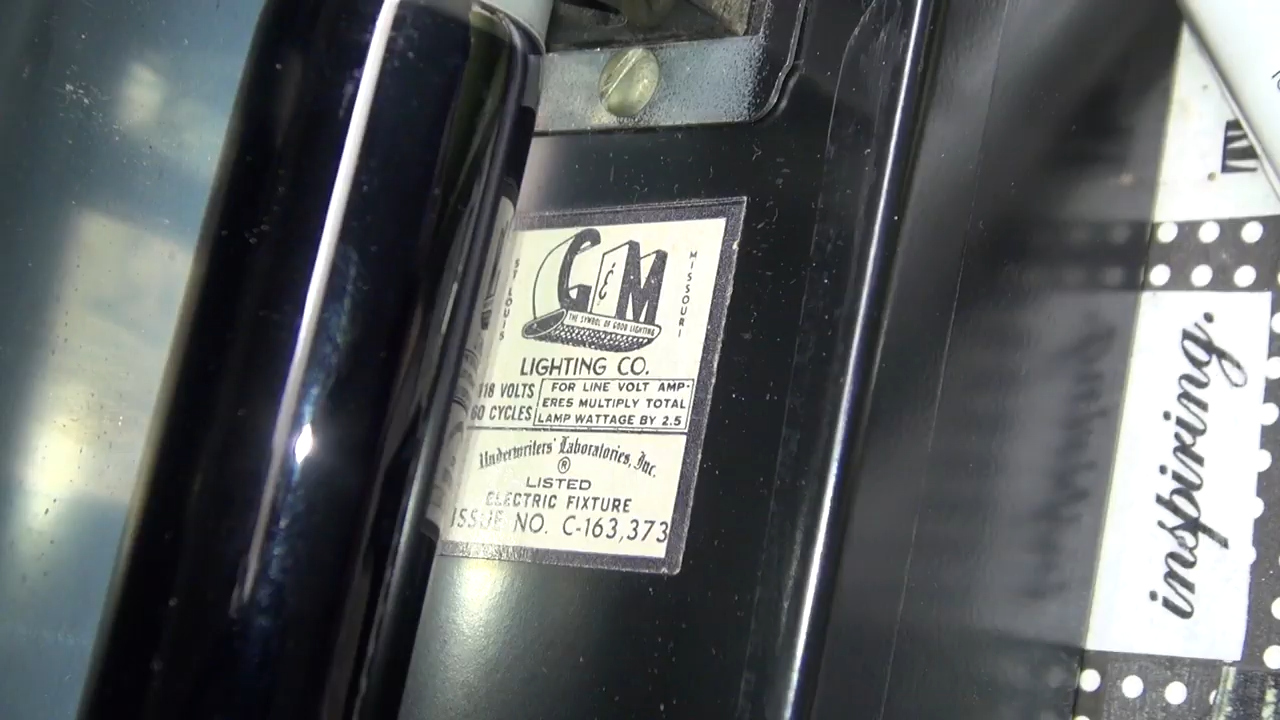 G&M
ST. LOUIS
MISSOURI
THE SYMBOL OF GOOD LIGHTING
LIGHTING CO.
118 VOLTS
60 CYCLES
FOR LINE VOLT AMP-
ERES MULTIPLY TOTAL
LAMP WATTAGE BY 2.5
Underwriters' Laboratories, Inc.
®
LISTED
ELECTRIC FIXTURE
ISSUE NO. C-163,373
inspiring.